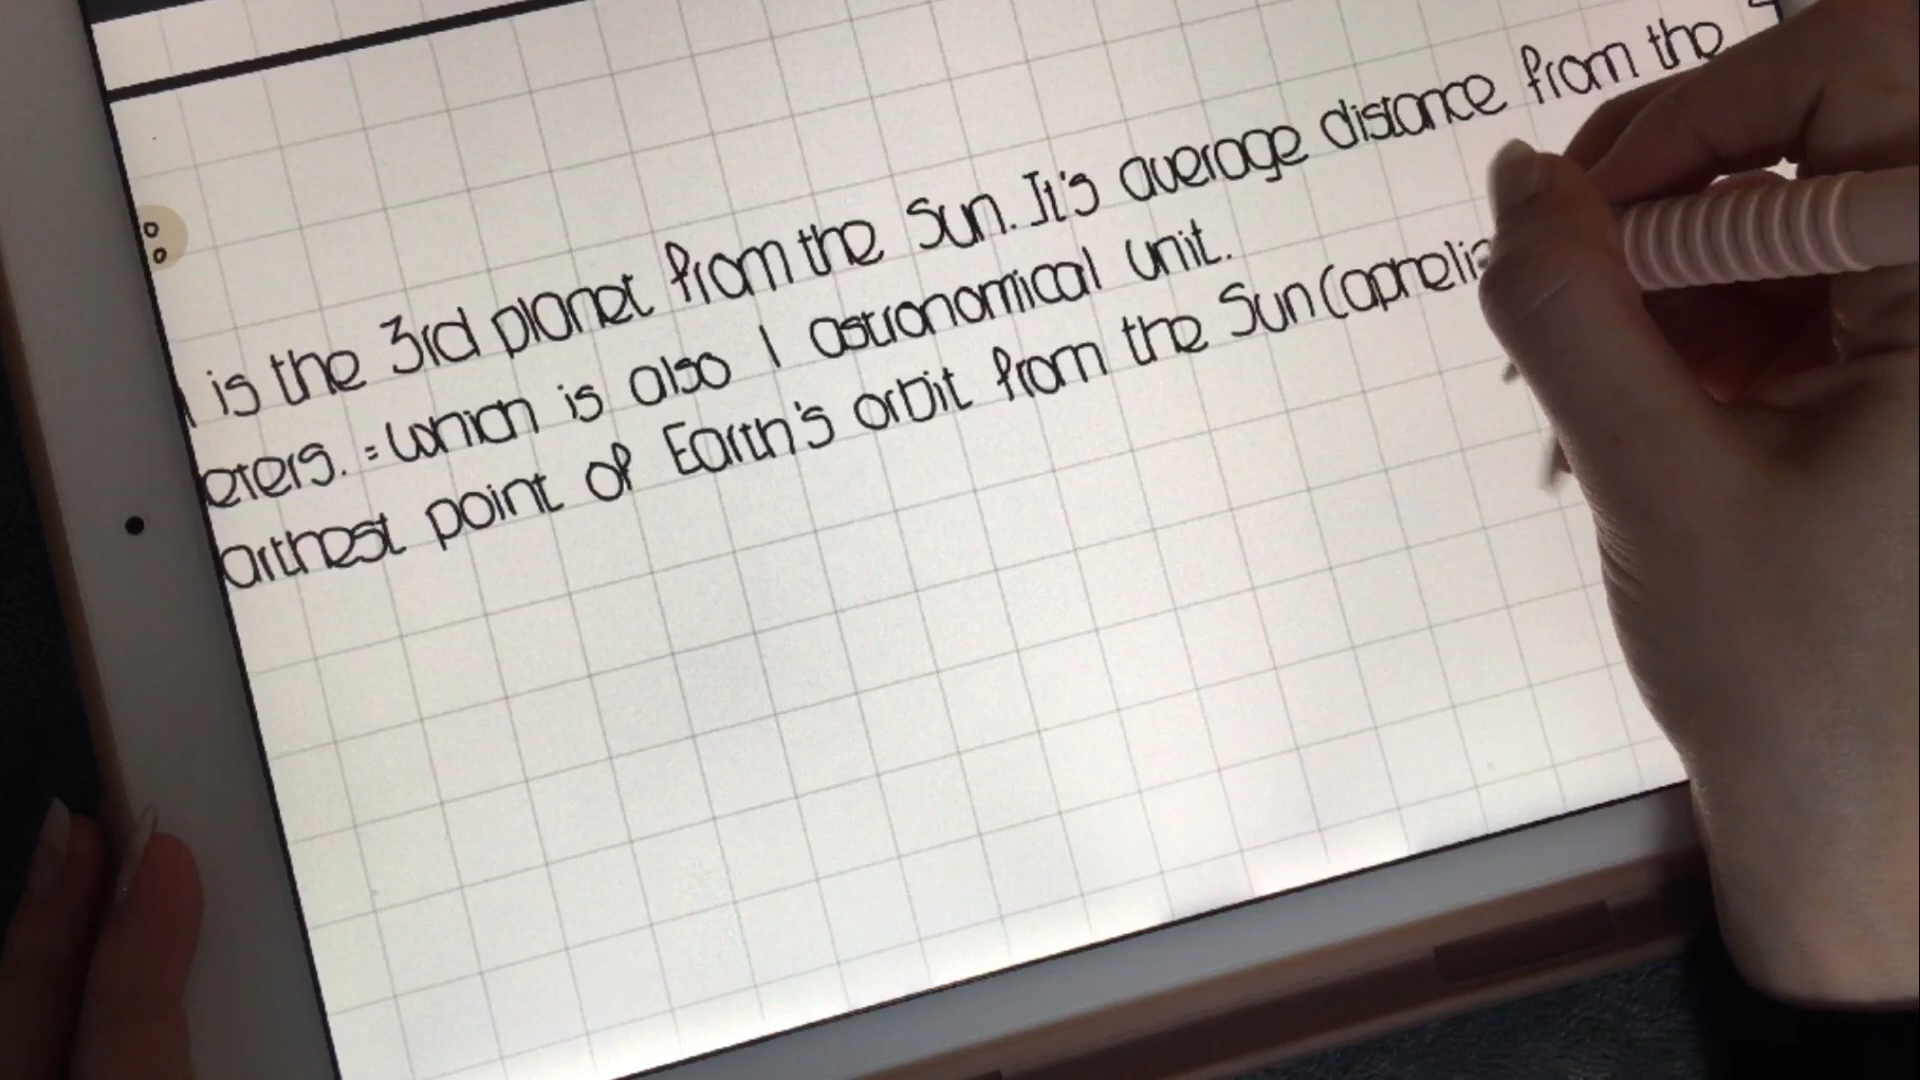 is the 3rd planet from the Sun. It's average distance from the
eters. = which is also 1 astronomical unit.
arthest point of Earth's orbit from the Sun (apheli